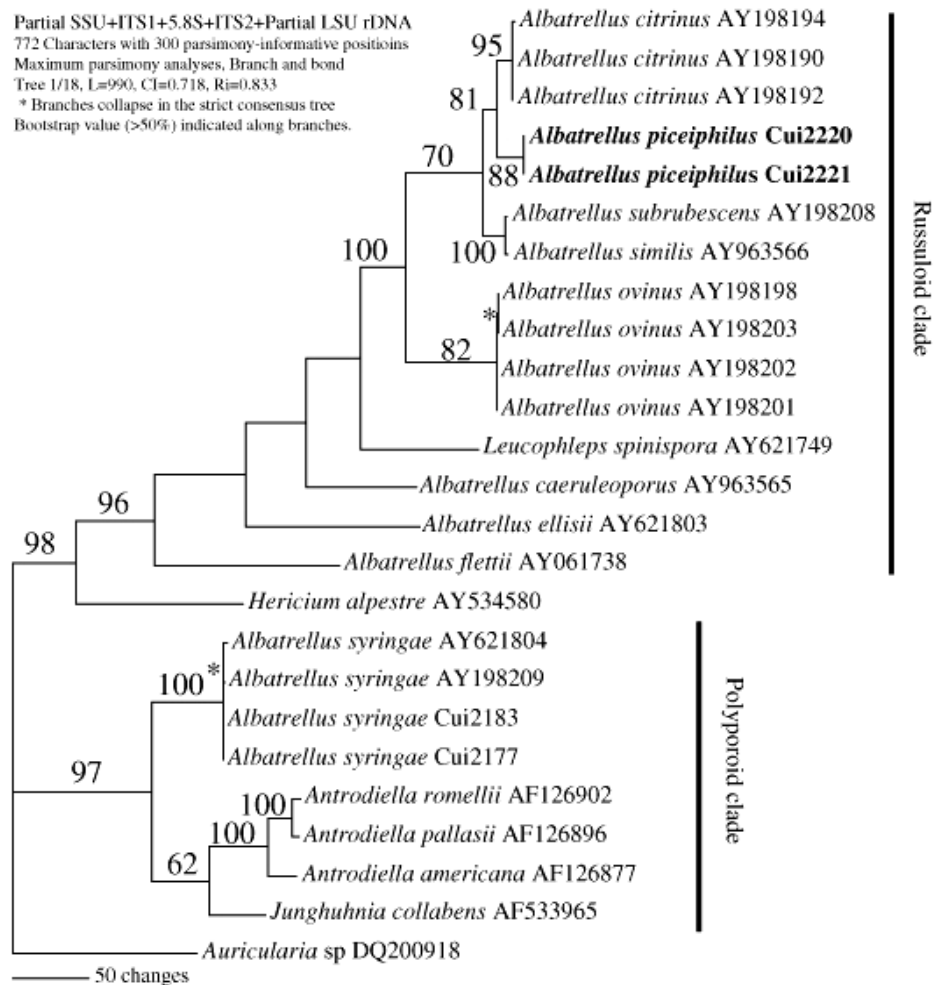 Partial SSU+ITS1+5.8S+ITS2+Partial LSU rDNA
772 Characters with 300 parsimony-informative positioins
Maximum parsimony analyses, Branch and bond
Tree 1/18, L=990, CI=0.718, Ri=0.833
* Branches collapse in the strict consensus tree
Bootstrap value (>50%) indicated along branches.
Albatrellus citrinus AY198194
95
Albatrellus citrinus AY198190
Albatrellus citrinus AY198192
81
Albatrellus piceiphilus Cui2220
70
88
Albatrellus piceiphilus Cui2221
Albatrellus subrubescens AY198208
100
100
Albatrellus similis AY963566
Albatrellus ovinus AY198198
*
Albatrellus ovinus AY198203
82
Albatrellus ovinus AY198202
Albatrellus ovinus AY198201
Leucophleps spinispora AY621749
Albatrellus caeruleoporus AY963565
96
Albatrellus ellisii AY621803
98
Albatrellus flettii AY061738
Russuloid clade
Hericium alpestre AY534580
Albatrellus syringae AY621804
100*
Albatrellus syringae AY198209
Albatrellus syringae Cui2183
Albatrellus syringae Cui2177
97
Antrodiella romellii AF126902
100
100
Antrodiella pallasii AF126896
62
Antrodiella americana AF126877
Junghuhnia collabens AF533965
Polyporoid clade
Auricularia sp DQ200918
50 changes